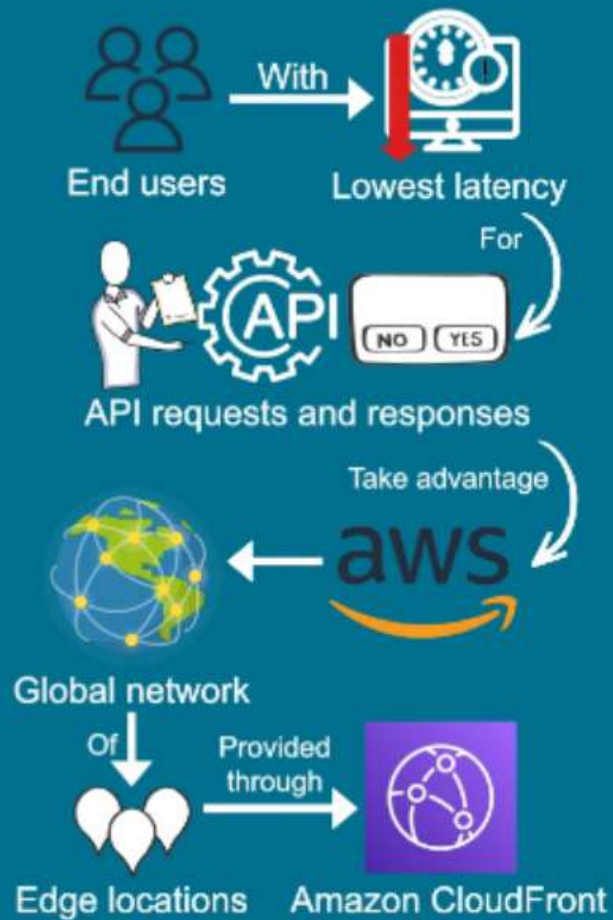 With
End users
Lowest latency
For
API
NO YES
API requests and responses
Take advantage
aws
Global network
Of
Provided
through
Edge locations
Amazon CloudFront